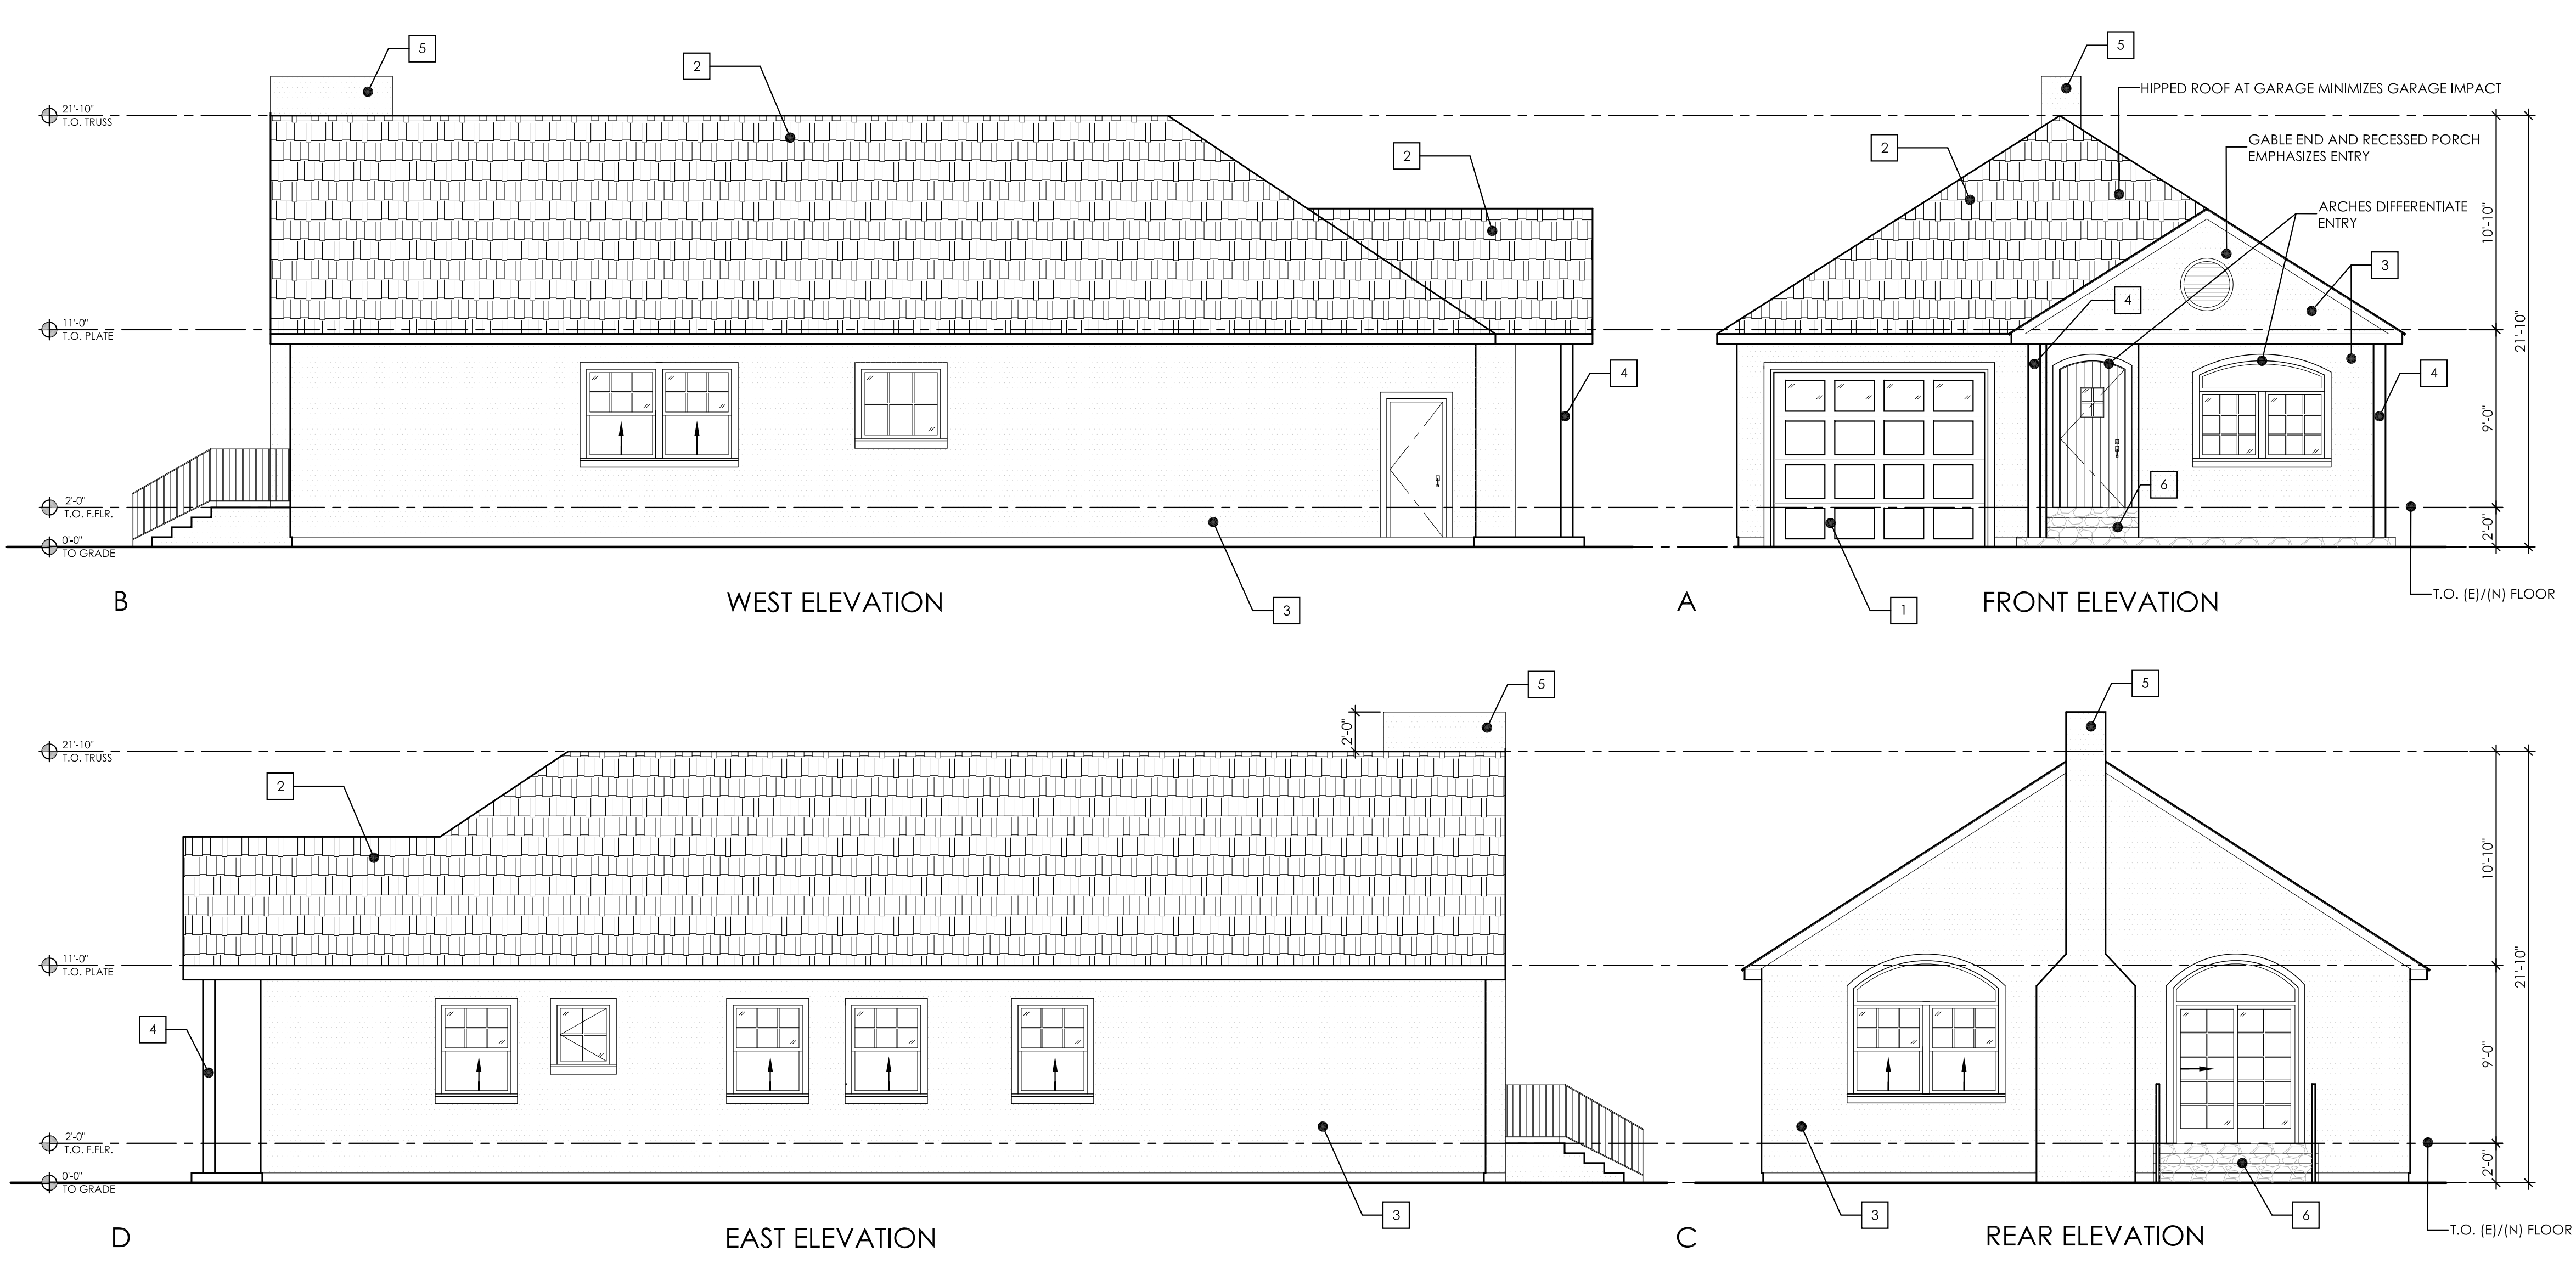 5
2
21'-10"
T.O. TRUSS
2
11'-0"
T.O. PLATE
4
2'-0"
T.O. F.FLR.
0'-0"
TO GRADE
3
B
WEST ELEVATION
5
HIPPED ROOF AT GARAGE MINIMIZES GARAGE IMPACT
2
GABLE END AND RECESSED PORCH
EMPHASIZES ENTRY
ARCHES DIFFERENTIATE
ENTRY
3
4
4
6
10'-10"
9'-0"
2'-0"
21'-10"
T.O. (E)/(N) FLOOR
1
A
FRONT ELEVATION
5
2'-0"
21'-10"
T.O. TRUSS
2
11'-0"
T.O. PLATE
4
2'-0"
T.O. F.FLR.
0'-0"
TO GRADE
3
D
EAST ELEVATION
5
10'-10"
9'-0"
2'-0"
21'-10"
3
6
T.O. (E)/(N) FLOOR
C
REAR ELEVATION